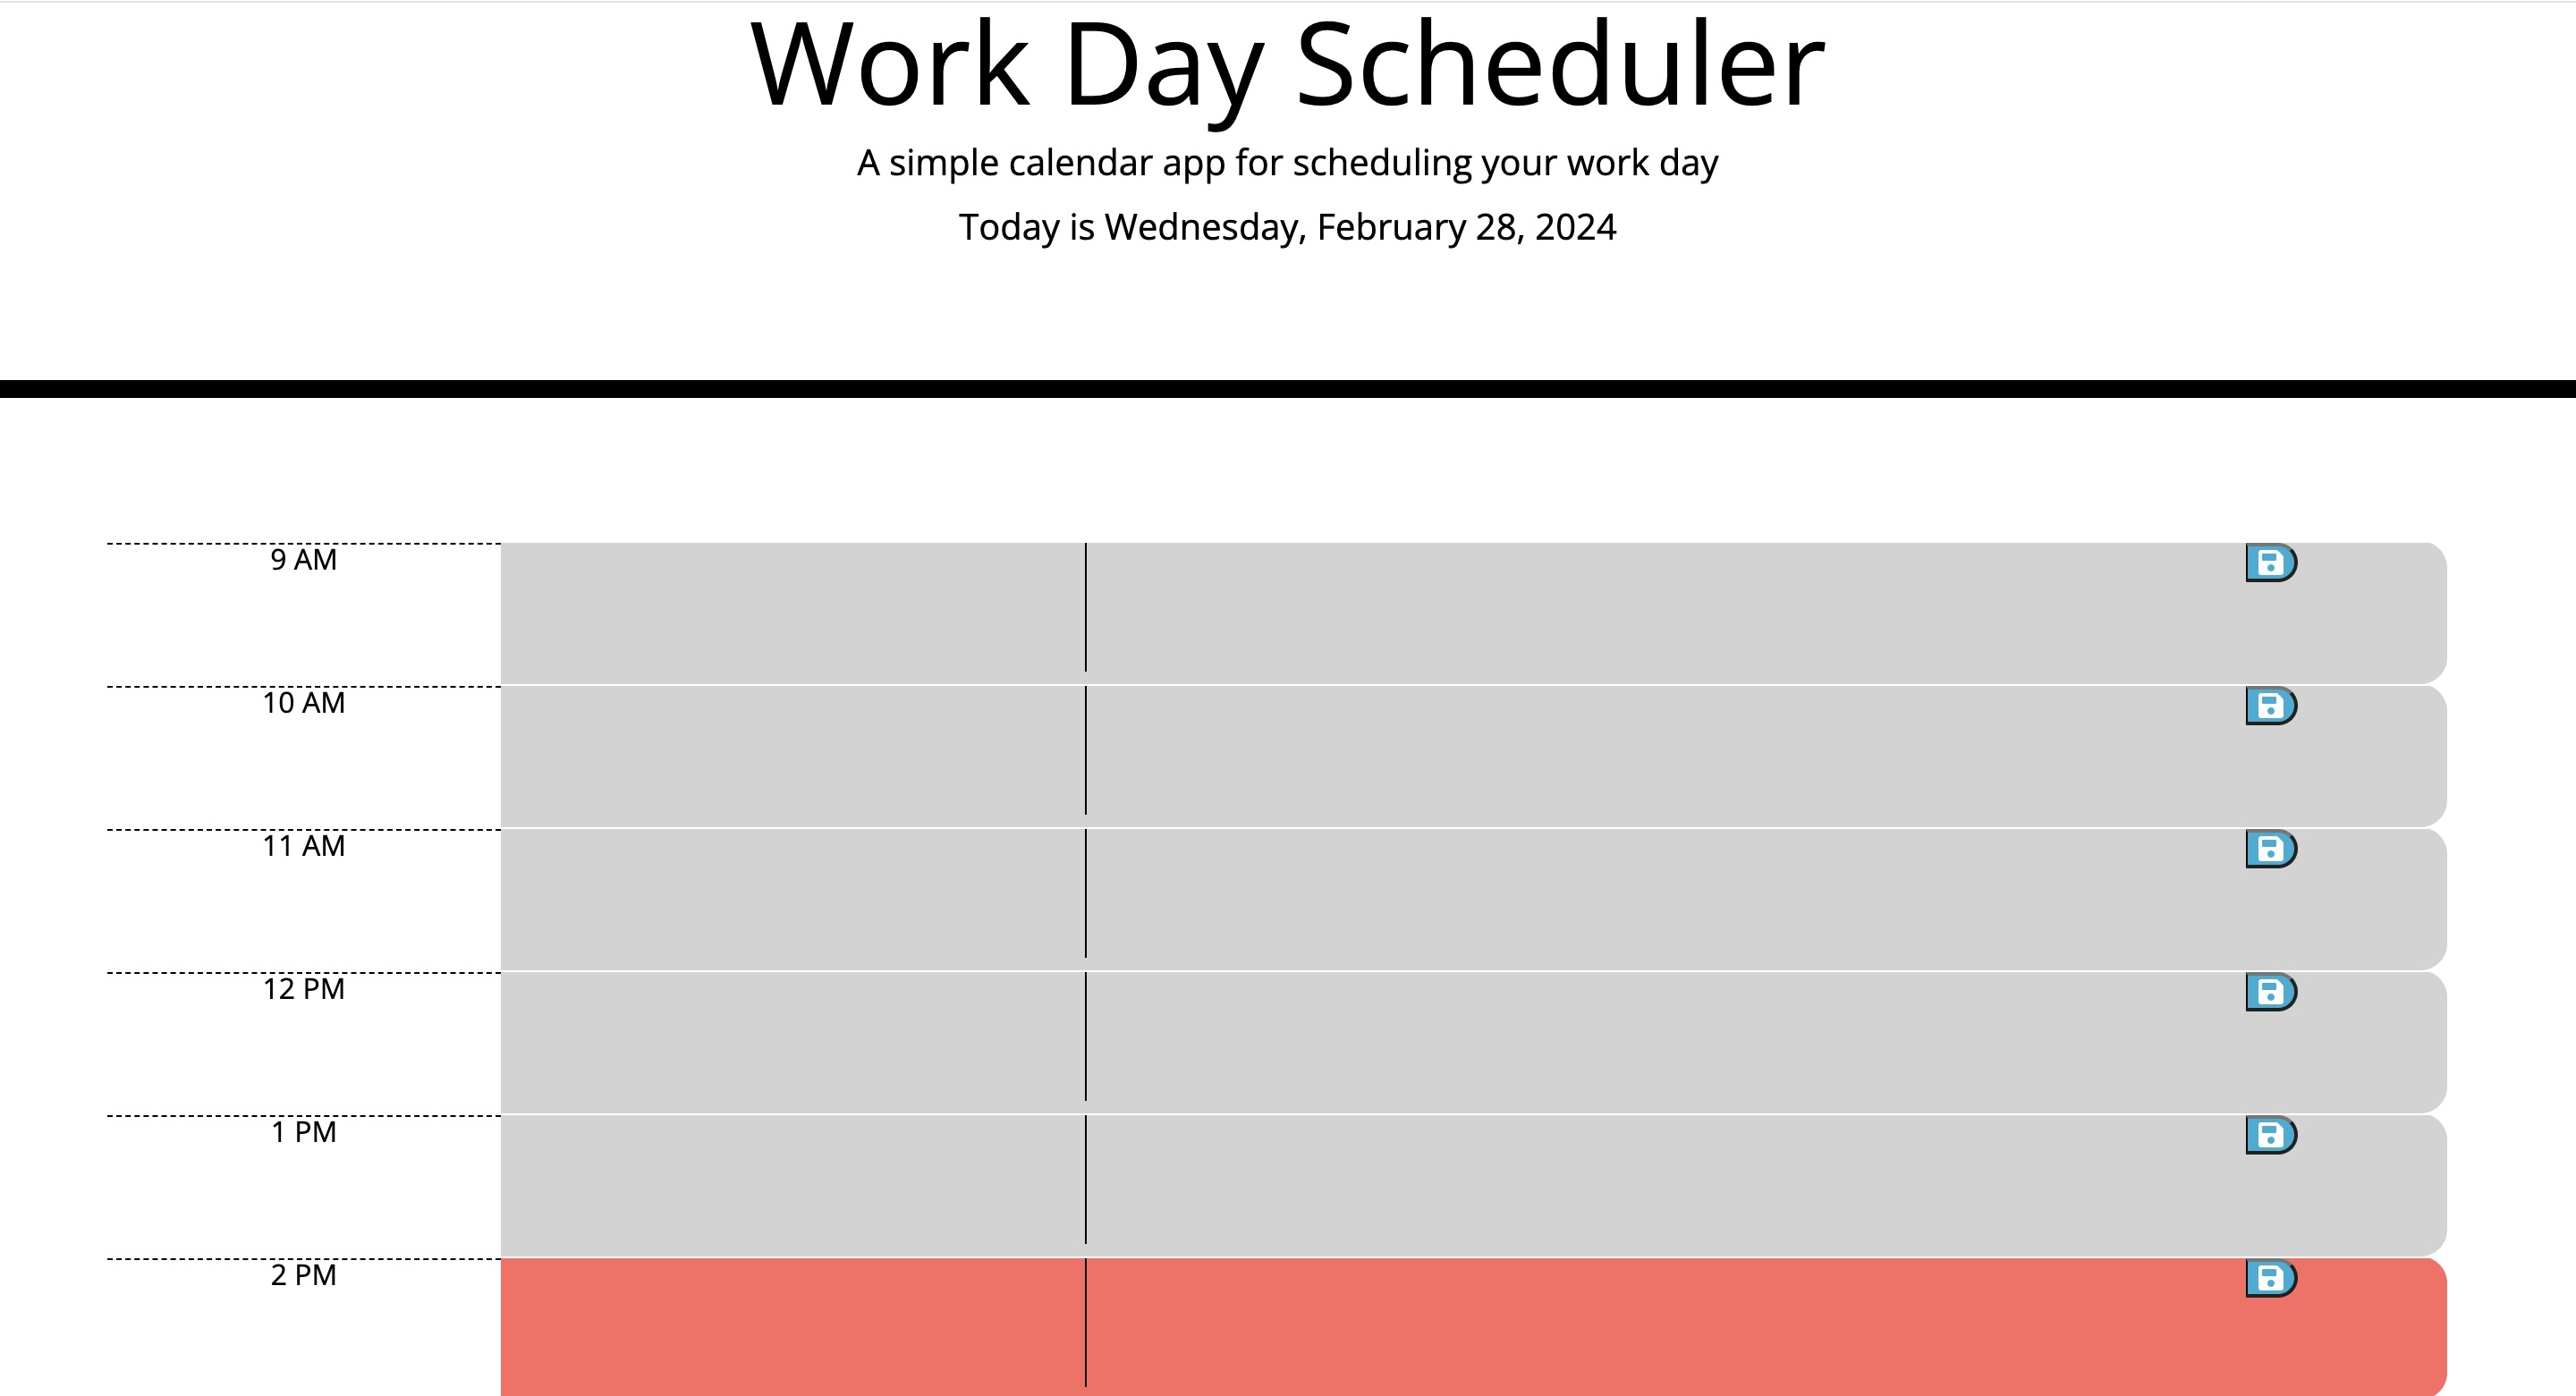 Work Day Scheduler
A simple calendar app for scheduling your work day
Today is Wednesday, February 28, 2024
9 AM
10 AM
11 AM
12 PM
1 PM
2 PM